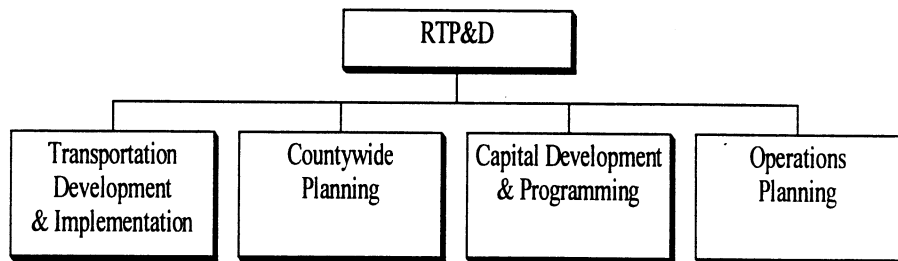 RTP&D
Transportation
Development
& Implementation
Countywide
Planning
Capital Development
& Programming
Operations
Planning